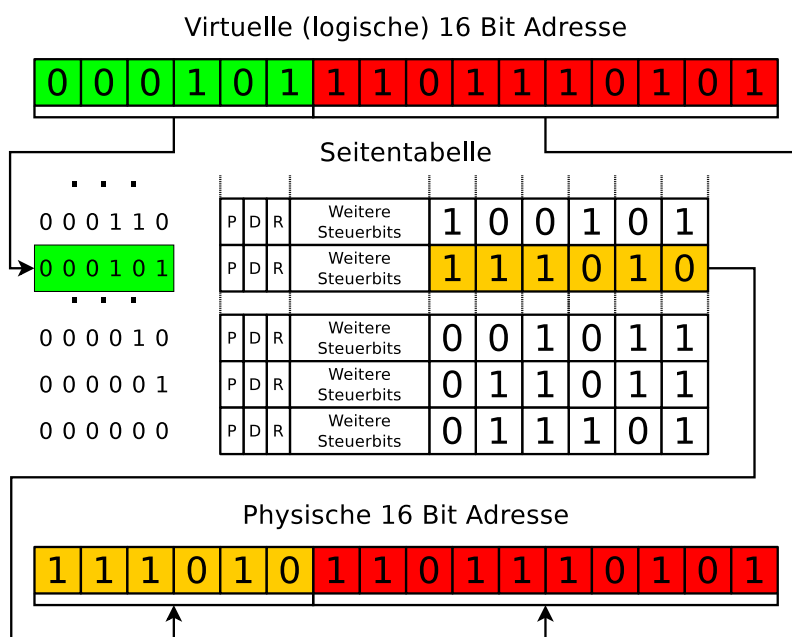 Virtuelle (logische) 16 Bit Adresse
0 0 0 1 0 1 1 1 0 1 1 1 0 1 0 1
Seitentabelle
. . .
0 0 0 1 1 0 P D R Weitere Steuerbits 1 0 0 1 0 1
0 0 0 1 0 1 P D R Weitere Steuerbits 1 1 1 0 1 0
. . .
0 0 0 0 1 0 P D R Weitere Steuerbits 0 0 1 0 1 1
0 0 0 0 0 1 P D R Weitere Steuerbits 0 1 1 0 1 1
0 0 0 0 0 0 P D R Weitere Steuerbits 0 1 1 1 0 1
Physische 16 Bit Adresse
1 1 1 0 1 0 1 1 0 1 1 1 0 1 0 1